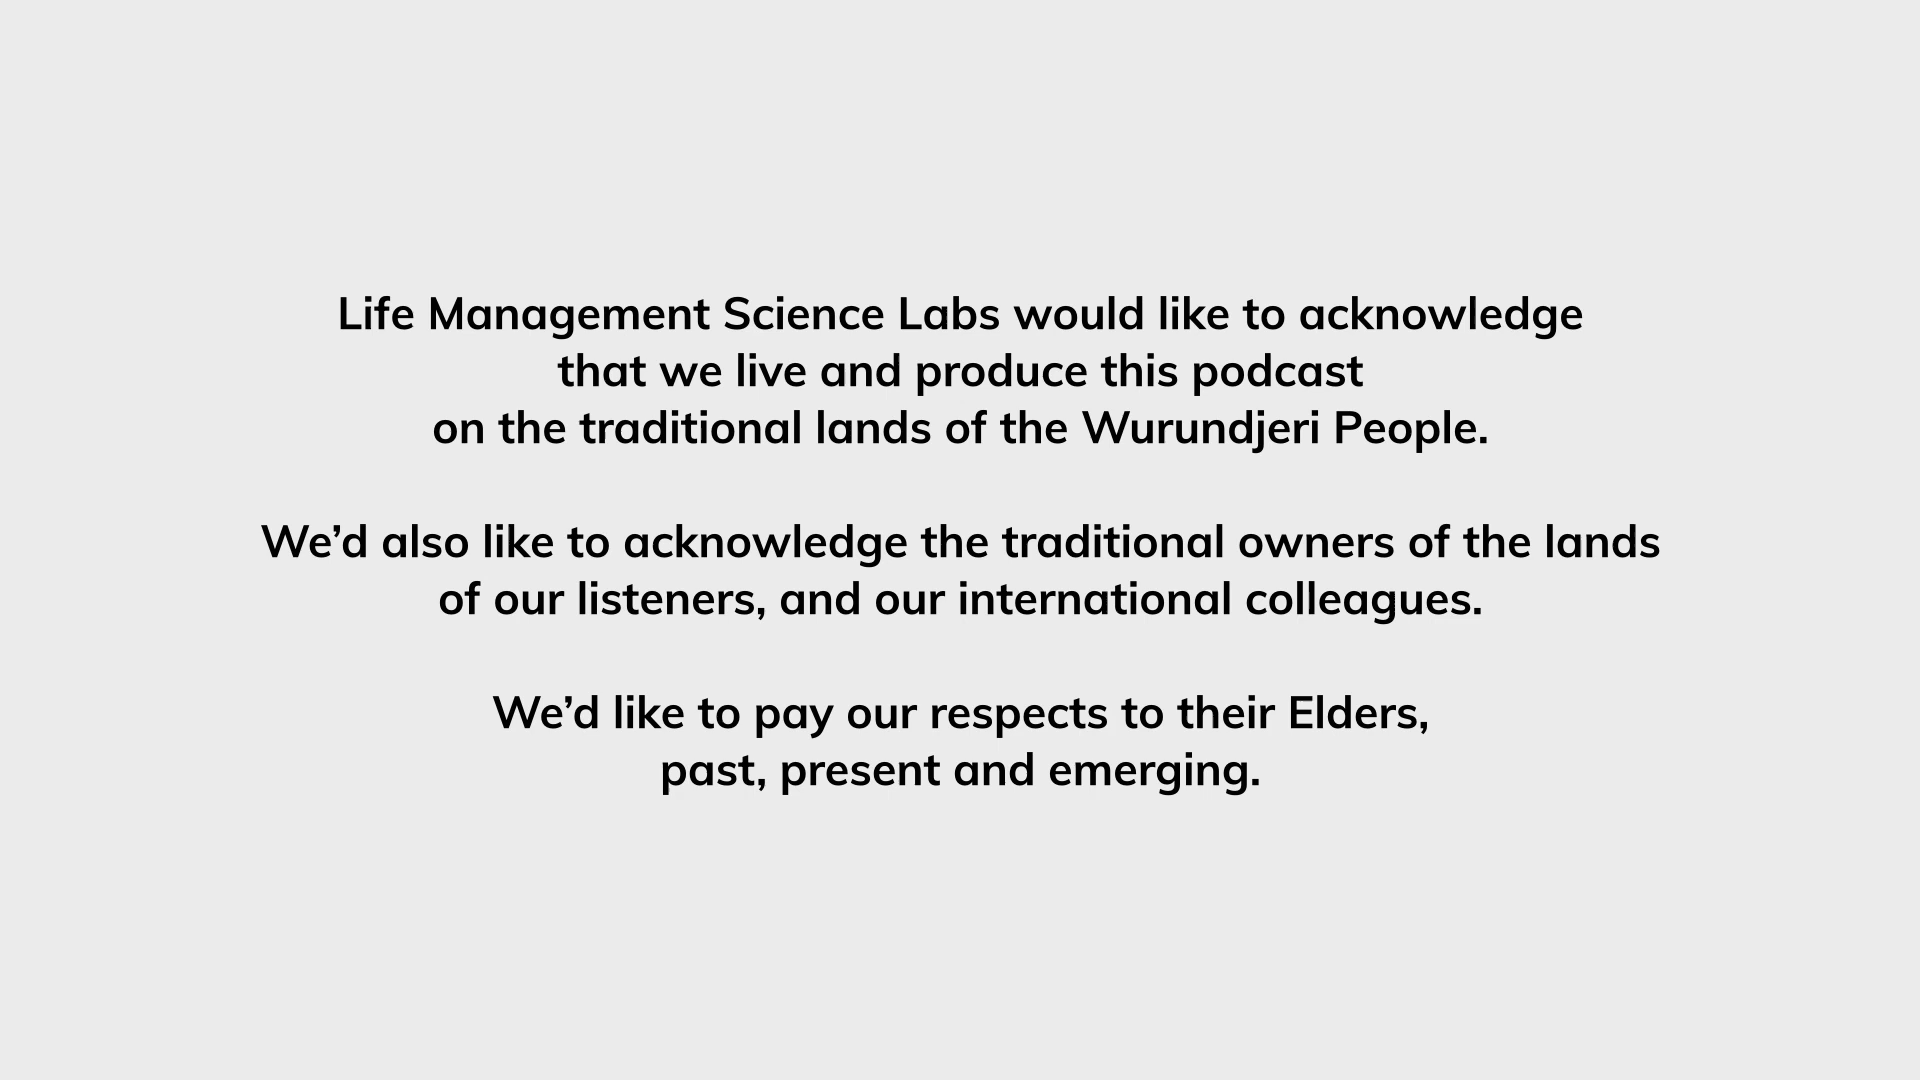 Life Management Science Labs would like to acknowledge
that we live and produce this podcast
on the traditional lands of the Wurundjeri People.
We’d also like to acknowledge the traditional owners of the lands
of our listeners, and our international colleagues.
We’d like to pay our respects to their Elders,
past, present and emerging.